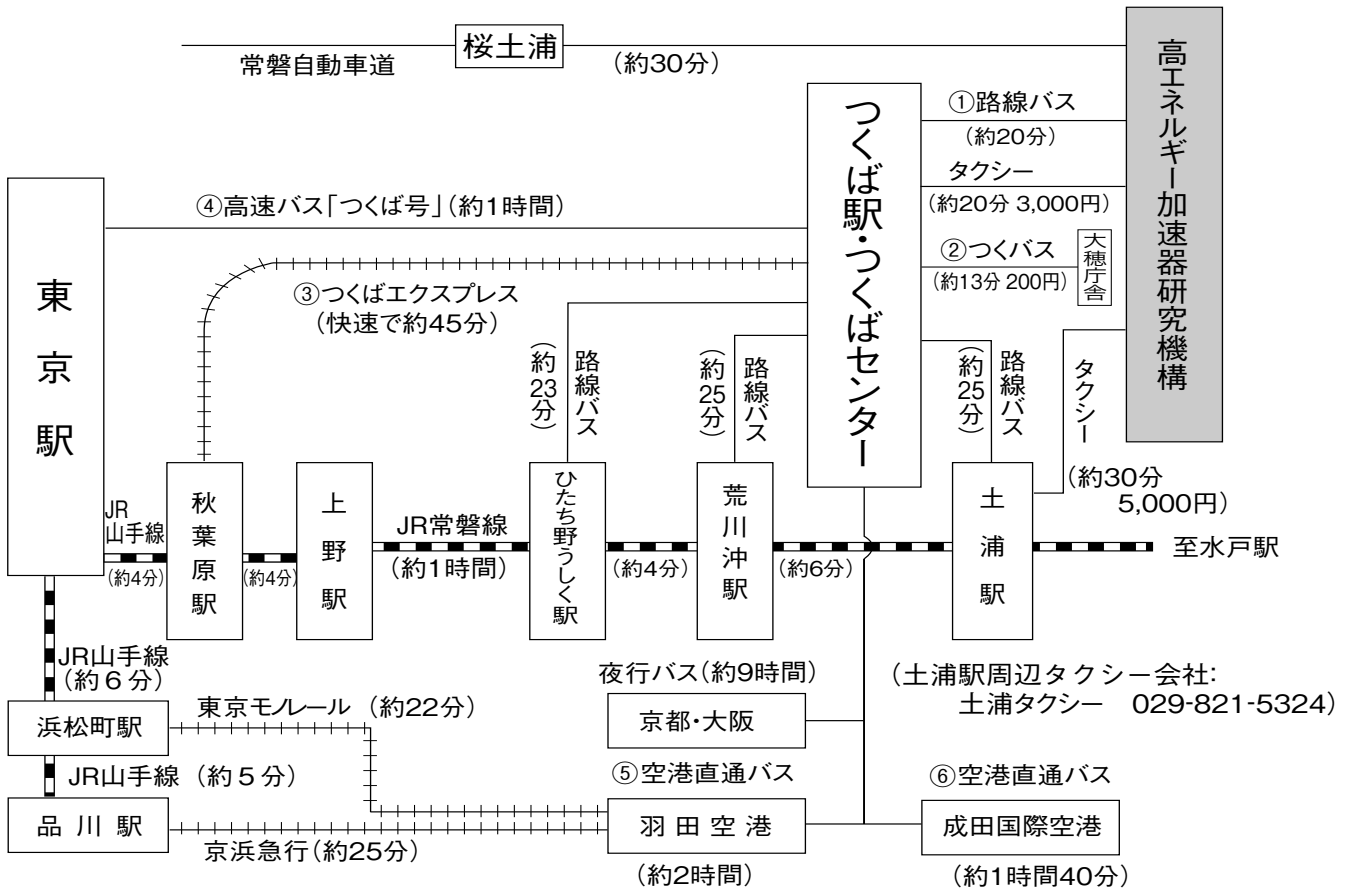 桜土浦
常磐自動車道
(約30分)
高エネルギー加速器研究機構
つくば駅・つくばセンター
①路線バス
(約20分)
タクシー
(約20分 3,000円)
②つくバス
(約13分 200円)
大穂庁舎
東京駅
④高速バス「つくば号」(約1時間)
③つくばエクスプレス
(快速で約45分)
路線バス
(約23分)
路線バス
(約25分)
路線バス
(約25分)
タクシー
(約30分
5,000円)
JR
山手線
(約4分)
秋葉原駅
(約4分)
上野駅
JR常磐線
(約1時間)
ひたち野うしく駅
(約4分)
荒川沖駅
(約6分)
土浦駅
至水戸駅
JR山手線
(約6分)
浜松町駅
東京モノレール (約22分)
JR山手線 (約5分)
品川駅
京浜急行(約25分)
夜行バス(約9時間)
京都・大阪
(土浦駅周辺タクシー会社:
土浦タクシー 029-821-5324)
⑤空港直通バス
羽田空港
(約2時間)
⑥空港直通バス
成田国際空港
(約1時間40分)